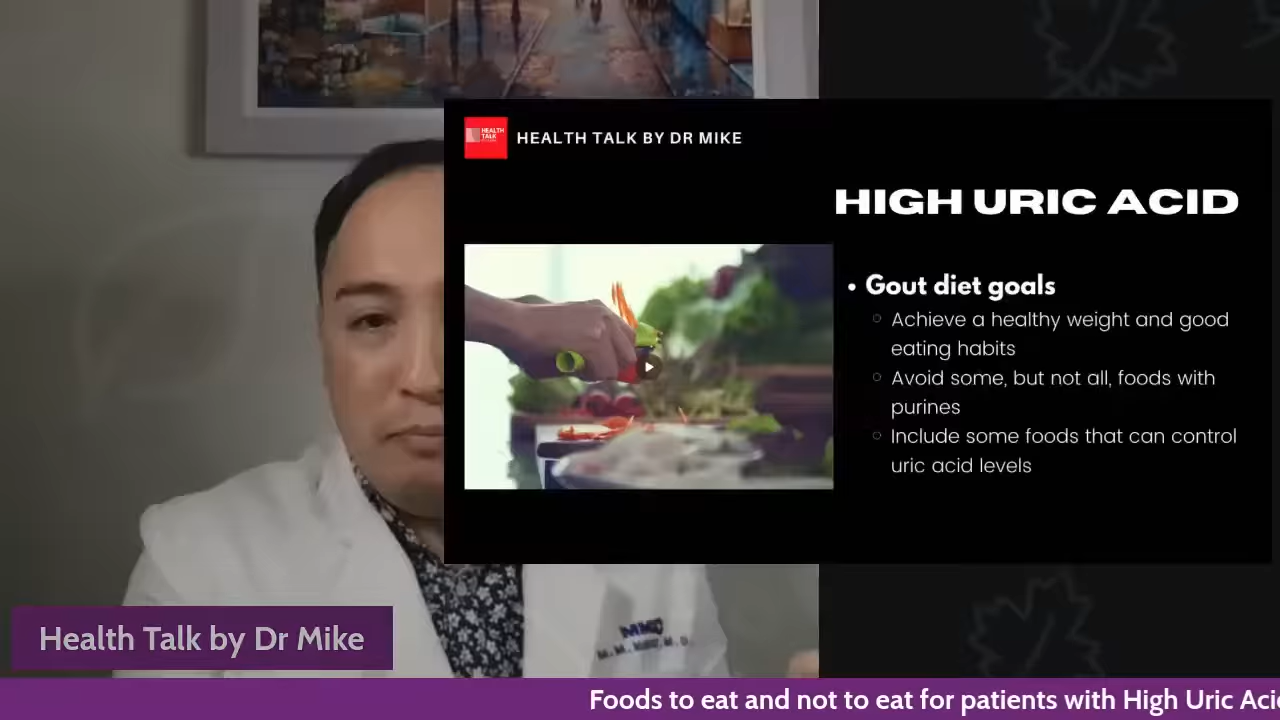 HEALTH TALK
HEALTH TALK BY DR MIKE
HIGH URIC ACID
• Gout diet goals
○ Achieve a healthy weight and good
eating habits
○ Avoid some, but not all, foods with
purines
○ Include some foods that can control
uric acid levels
Health Talk by Dr Mike
Foods to eat and not to eat for patients with High Uric